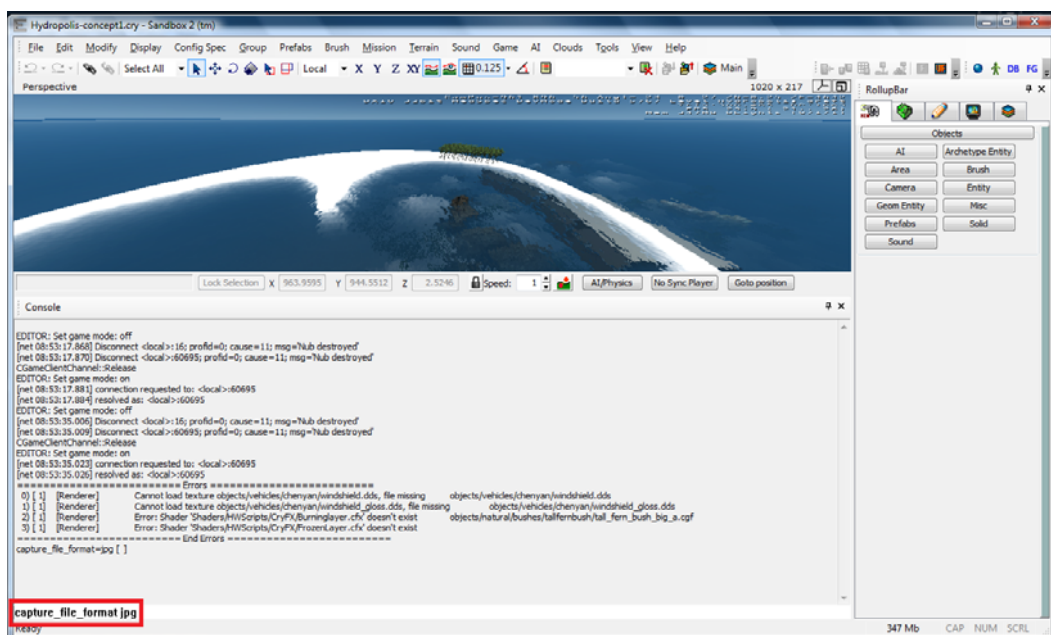 Hydropolis-concept1.cry - Sandbox 2 (tm)
File Edit Modify Display Config Spec Group Prefabs Brush Mission Terrain Sound Game AI Clouds Tools View Help
Select All Local X Y Z XY 0.125 Main DB FG
Perspective 1020 x 217
RollupBar
Objects
AI Archetype Entity
Area Brush
Camera Entity
Geom Entity Misc
Prefabs Solid
Sound
Lock Selection X 963.9595 Y 944.5512 Z 2.5246 Speed: 1 AI/Physics No Sync Player Goto position
Console
EDITOR: Set game mode: off
[net 08:53:17.868] Disconnect <local>:16; profid=0; cause=11; msg='Nub destroyed'
[net 08:53:17.870] Disconnect <local>:60695; profid=0; cause=11; msg='Nub destroyed'
CGameClientChannel::Release
EDITOR: Set game mode: on
[net 08:53:17.881] connection requested to: <local>:60695
[net 08:53:17.884] resolved as: <local>:60695
EDITOR: Set game mode: off
[net 08:53:35.006] Disconnect <local>:16; profid=0; cause=11; msg='Nub destroyed'
[net 08:53:35.009] Disconnect <local>:60695; profid=0; cause=11; msg='Nub destroyed'
CGameClientChannel::Release
EDITOR: Set game mode: on
[net 08:53:35.023] connection requested to: <local>:60695
[net 08:53:35.026] resolved as: <local>:60695
========================= Errors =========================
0) [ 1] [Renderer] Cannot load texture objects/vehicles/chenyan/windshield.dds, file missing objects/vehicles/chenyan/windshield.dds
1) [ 1] [Renderer] Cannot load texture objects/vehicles/chenyan/windshield_gloss.dds, file missing objects/vehicles/chenyan/windshield_gloss.dds
2) [ 1] [Renderer] Error: Shader 'Shaders/HWScripts/CryFX/Burninglayer.cfx' doesn't exist objects/natural/bushes/tallfernbush/tall_fern_bush_big_a.cgf
3) [ 1] [Renderer] Error: Shader 'Shaders/HWScripts/CryFX/FrozenLayer.cfx' doesn't exist
========================= End Errors =========================
capture_file_format=jpg [ ]
capture_file_format jpg
Ready 347 Mb CAP NUM SCRL